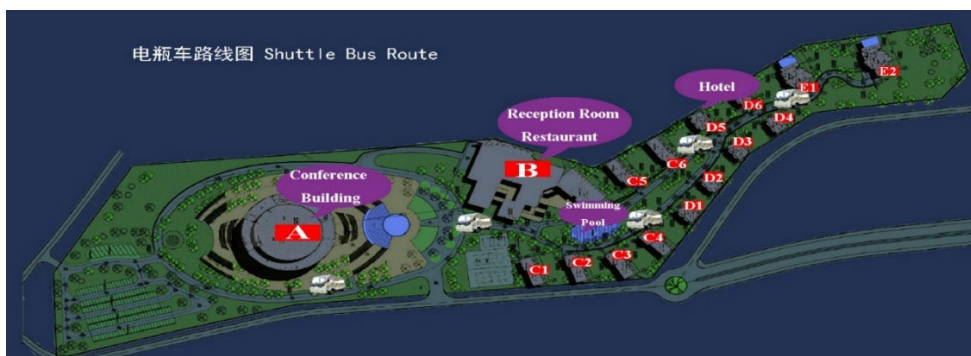 电瓶车路线图 Shuttle Bus Route
Hotel
E1
E2
D6
D4
D5
D3
Reception Room
Restaurant
B
C6
C5
D2
D1
Conference
Building
A
Swimming
Pool
C4
C3
C2
C1